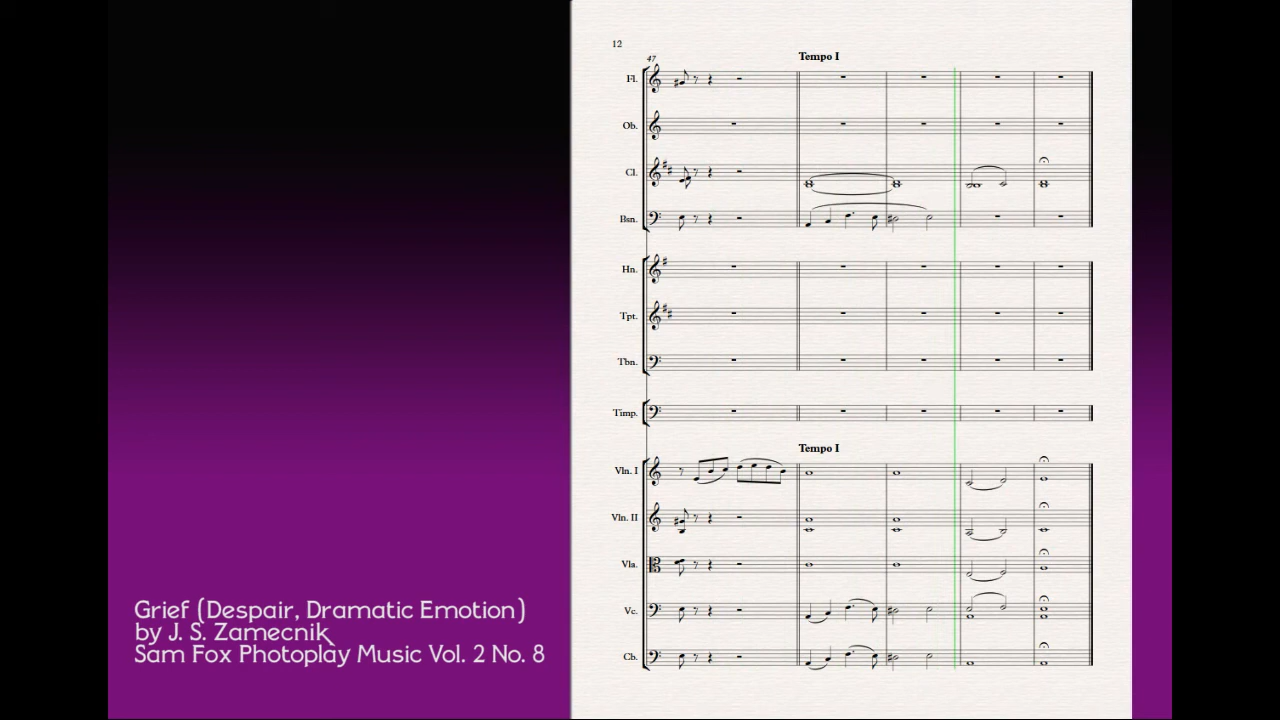 12
47
Tempo I
Fl.
Ob.
Cl.
Bsn.
Hn.
Tpt.
Tbn.
Timp.
Tempo I
Vln. I
Vln. II
Vla.
Vc.
Cb.
Grief (Despair, Dramatic Emotion)
by J. S. Zamecnik
Sam Fox Photoplay Music Vol. 2 No. 8